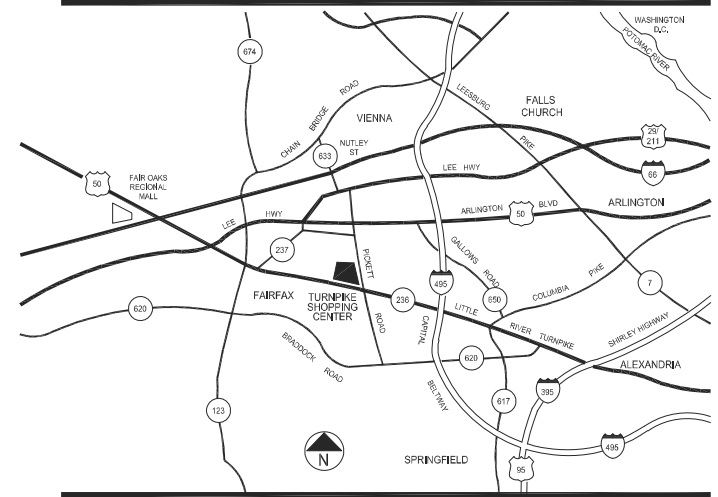 WASHINGTON
D.C.
POTOMAC RIVER
674
LEESBURG
PIKE
FALLS
CHURCH
CHAIN BRIDGE ROAD
VIENNA
NUTLEY
ST
633
29/
211
66
LEE HWY
50
FAIR OAKS
REGIONAL
MALL
ARLINGTON BLVD
50
ARLINGTON
LEE HWY
237
PICKETT
ROAD
GALLOWS
ROAD
495
COLUMBIA PIKE
7
FAIRFAX
TURNPIKE
SHOPPING
CENTER
236
650
LITTLE
RIVER TURNPIKE
620
CAPITAL
BELTWAY
SHIRLEY HIGHWAY
BRADDOCK
ROAD
620
ALEXANDRIA
123
617
395
495
N
SPRINGFIELD
95